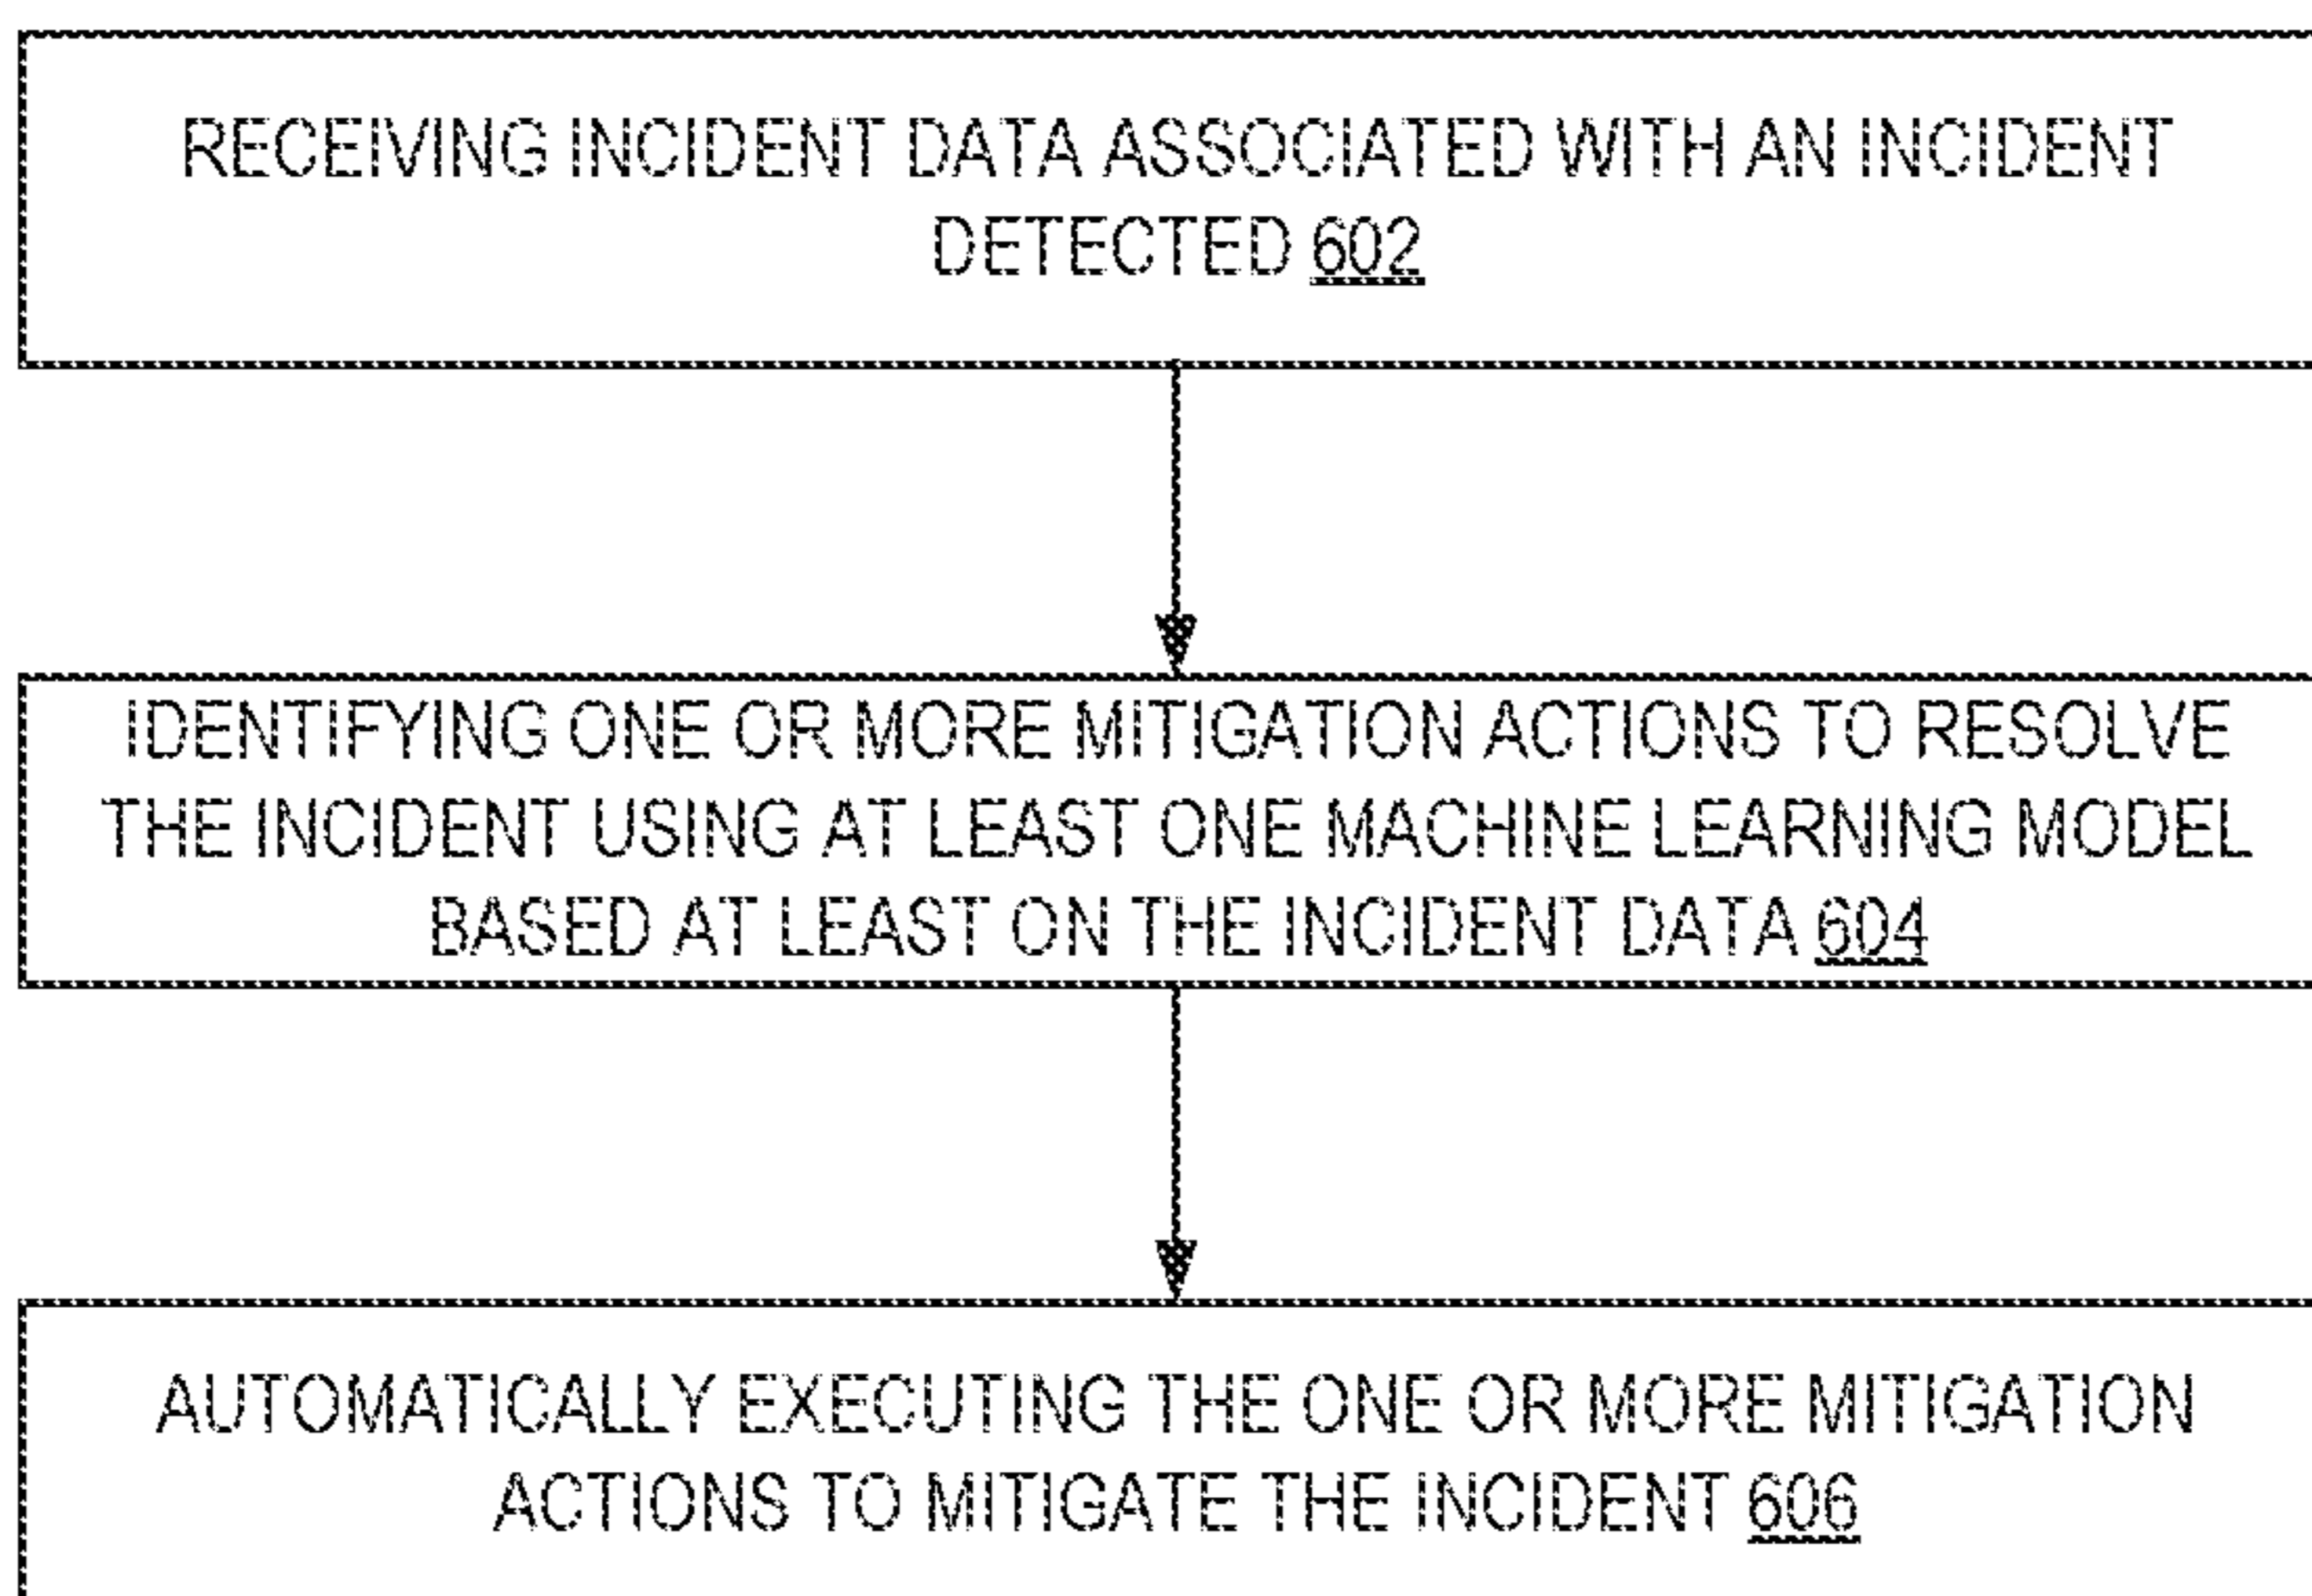 RECEIVING INCIDENT DATA ASSOCIATED WITH AN INCIDENT
DETECTED 602
IDENTIFYING ONE OR MORE MITIGATION ACTIONS TO RESOLVE
THE INCIDENT USING AT LEAST ONE MACHINE LEARNING MODEL
BASED AT LEAST ON THE INCIDENT DATA 604
AUTOMATICALLY EXECUTING THE ONE OR MORE MITIGATION
ACTIONS TO MITIGATE THE INCIDENT 606